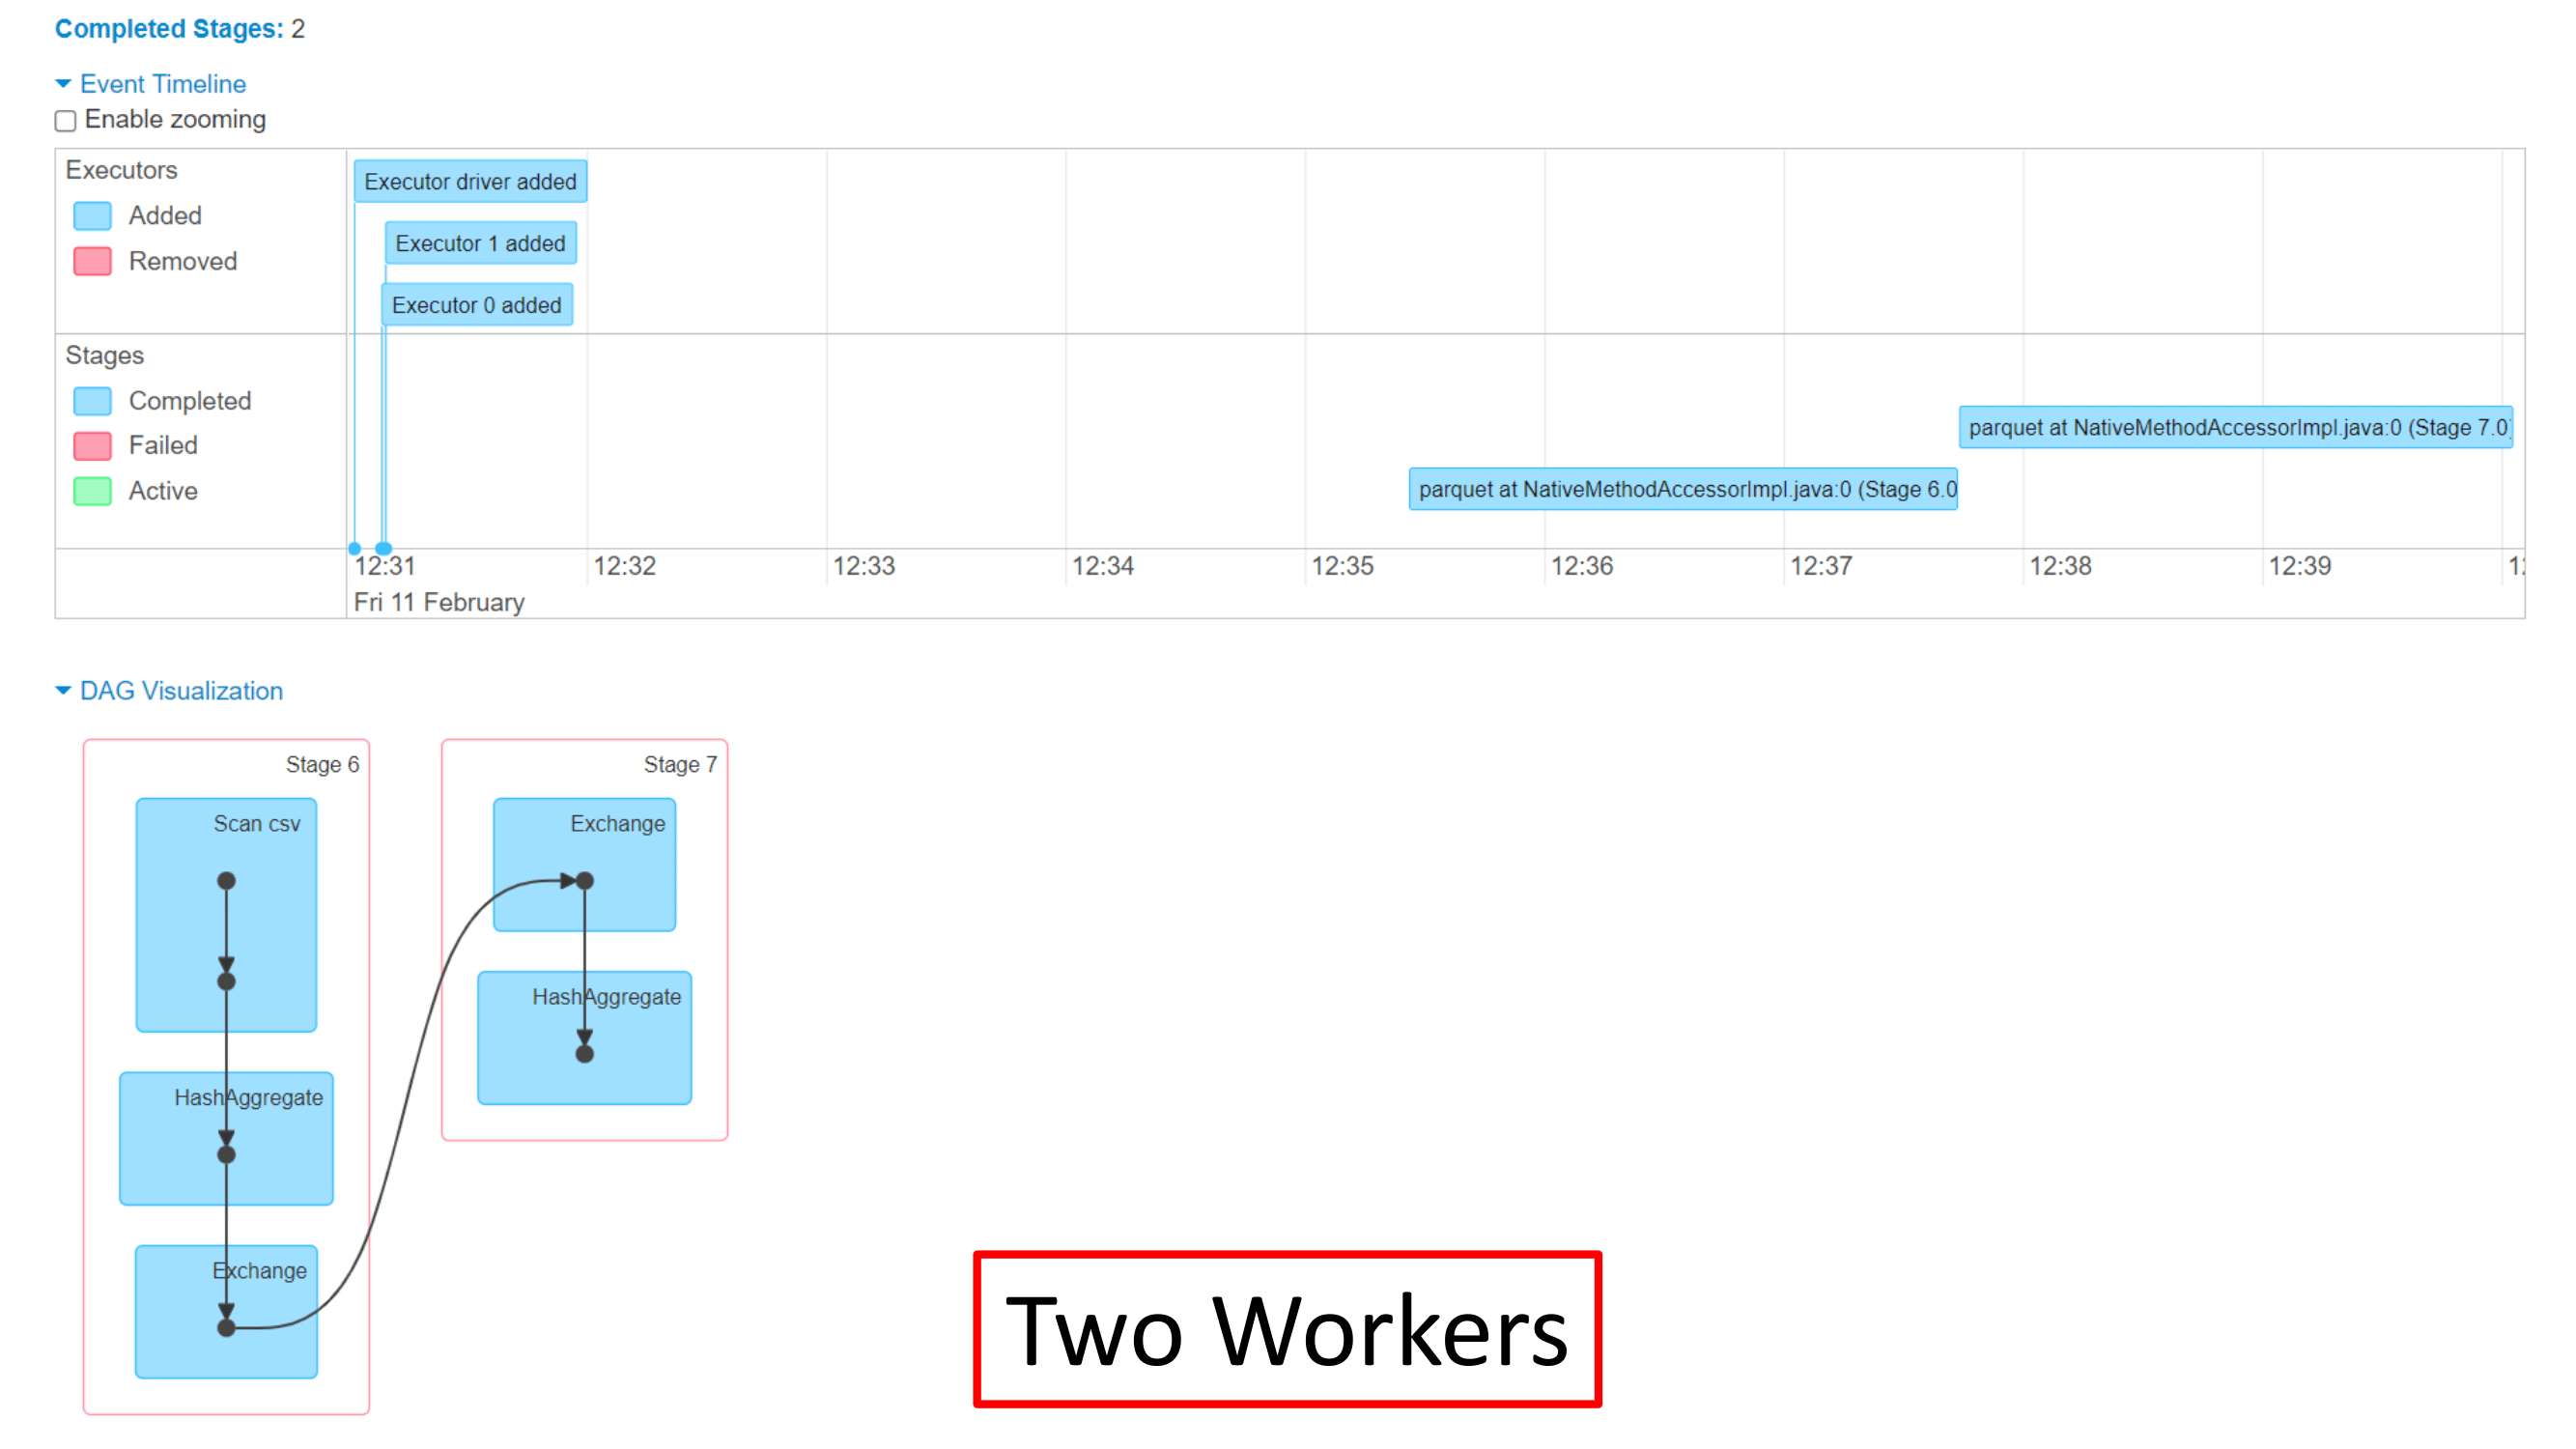 Completed Stages: 2
Event Timeline
Enable zooming
Executors
Added
Removed
Executor driver added
Executor 1 added
Executor 0 added
Stages
Completed
Failed
Active
parquet at NativeMethodAccessorImpl.java:0 (Stage 7.0
parquet at NativeMethodAccessorImpl.java:0 (Stage 6.0
12:31 12:32 12:33 12:34 12:35 12:36 12:37 12:38 12:39
Fri 11 February
DAG Visualization
Stage 6
Scan csv
HashAggregate
Exchange
Stage 7
Exchange
HashAggregate
Two Workers